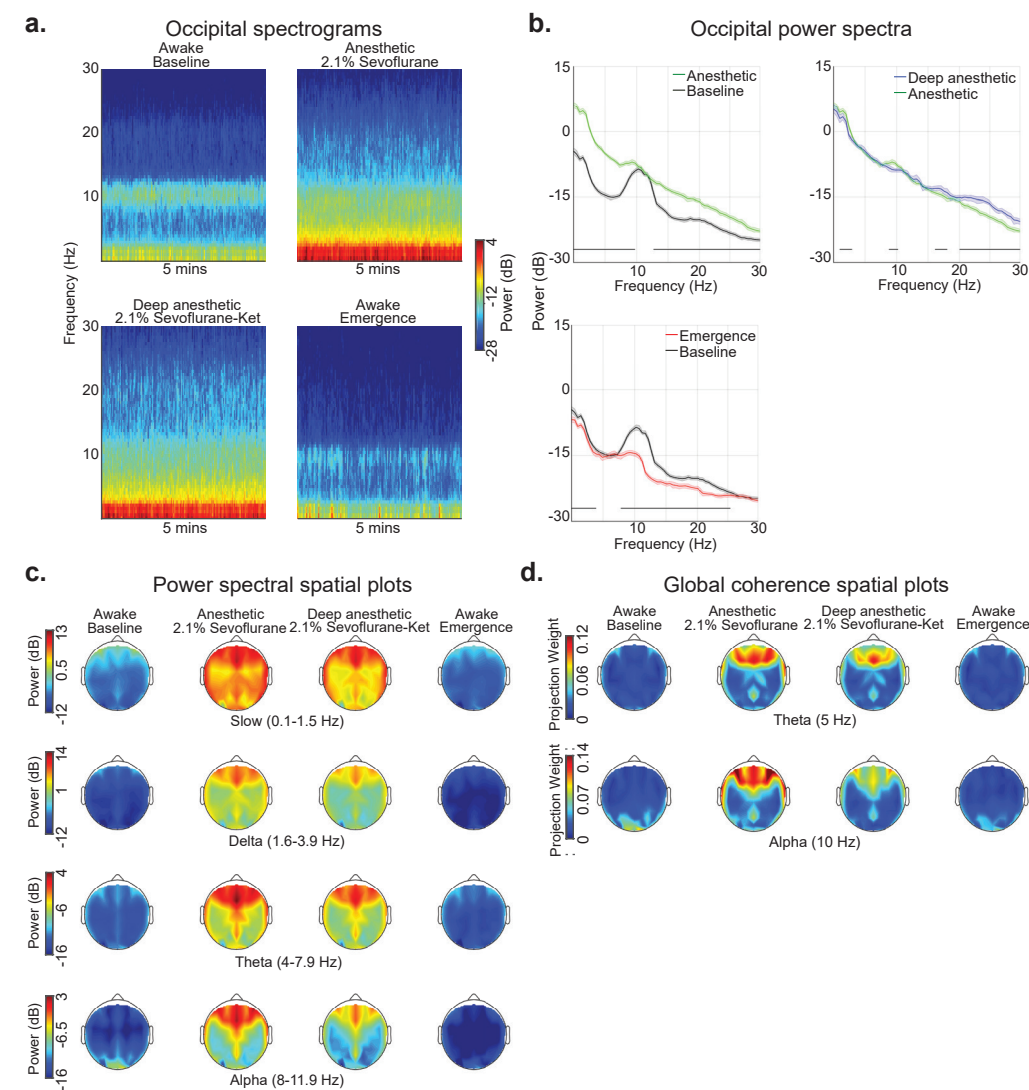 a.
Occipital spectrograms
Awake
Baseline
Anesthetic
2.1% Sevoflurane
30
20
10
5 mins
5 mins
Frequency (Hz)
4
-12
-28
Power (dB)
Deep anesthetic
2.1% Sevoflurane-Ket
Awake
Emergence
30
20
10
5 mins
5 mins
b.
Occipital power spectra
15
0
-15
-30
Anesthetic
Baseline
10
20
30
Frequency (Hz)
15
0
-15
-30
Deep anesthetic
Anesthetic
10
20
30
Frequency (Hz)
Power (dB)
15
0
-15
-30
Emergence
Baseline
10
20
30
Frequency (Hz)
c.
Power spectral spatial plots
Awake
Baseline
Anesthetic
2.1% Sevoflurane
Deep anesthetic
2.1% Sevoflurane-Ket
Awake
Emergence
Power (dB)
13
0.5
-12
Slow (0.1-1.5 Hz)
Power (dB)
14
1
-12
Delta (1.6-3.9 Hz)
Power (dB)
4
-6
-16
Theta (4-7.9 Hz)
Power (dB)
3
-6.5
-16
Alpha (8-11.9 Hz)
d.
Global coherence spatial plots
Awake
Baseline
Anesthetic
2.1% Sevoflurane
Deep anesthetic
2.1% Sevoflurane-Ket
Awake
Emergence
Projection Weight
0.12
0.06
0
Theta (5 Hz)
Projection Weight
0.14
0.07
0
Alpha (10 Hz)